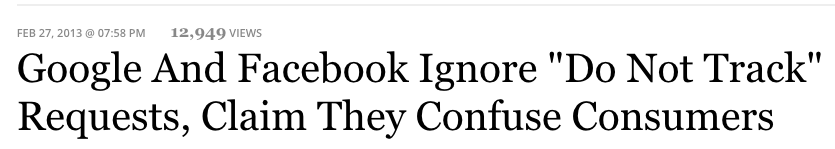 FEB 27, 2013 @ 07:58 PM 12,949 VIEWS
Google And Facebook Ignore "Do Not Track"
Requests, Claim They Confuse Consumers